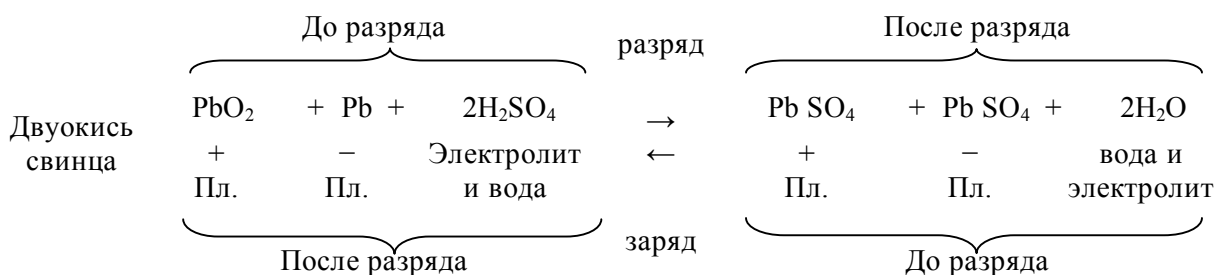 До разряда разряд После разряда
PbO₂ + Pb + 2H₂SO₄ → Pb SO₄ + Pb SO₄ + 2H₂O
Двуокись свинца
+ − Электролит ← + − вода и
Пл. Пл. и вода Пл. Пл. электролит
После разряда заряд До разряда